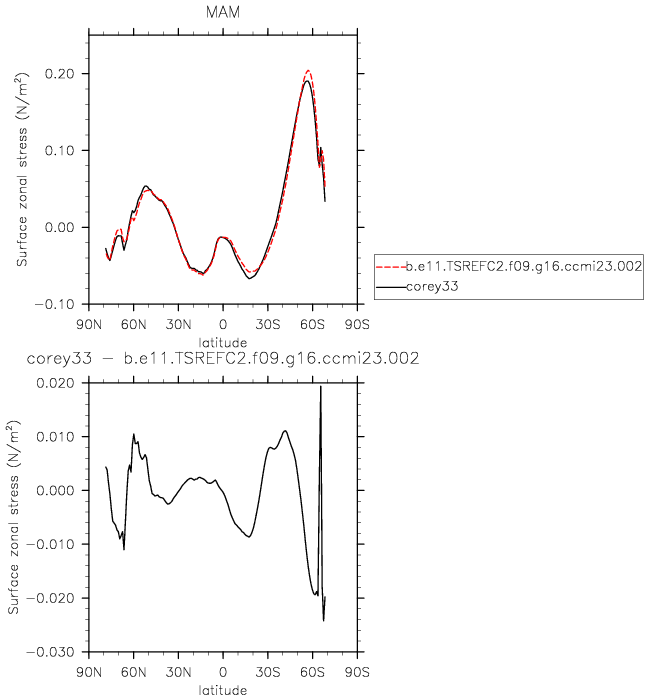 MAM
Surface zonal stress (N/m²)
0.20
0.10
0.00
−0.10
90N 60N 30N 0 30S 60S 90S
latitude
b.e11.TSREFC2.f09.g16.ccmi23.002
corey33
corey33 − b.e11.TSREFC2.f09.g16.ccmi23.002
Surface zonal stress (N/m²)
0.020
0.010
0.000
−0.010
−0.020
−0.030
90N 60N 30N 0 30S 60S 90S
latitude